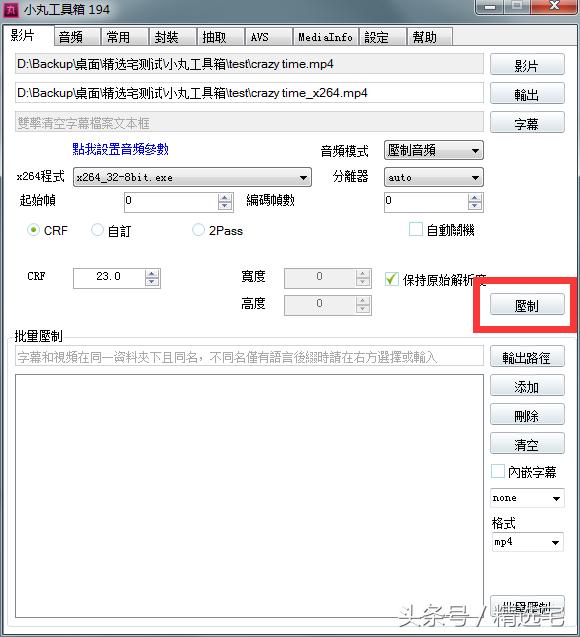 丸 小丸工具箱 194
影片 音頻 常用 封裝 抽取 AVS MediaInfo 設定 幫助
D:\Backup\桌面\精选宅测试\小丸工具箱\test\crazy time.mp4 影片
D:\Backup\桌面\精选宅测试\小丸工具箱\test\crazy time_x264.mp4 輸出
雙擊清空字幕檔案文本框 字幕
點我設置音頻參數 音頻模式 壓制音頻
x264程式 x264_32-8bit.exe 分離器 auto
起始幀 0 編碼幀數 0
CRF 自訂 2Pass 自動關機
CRF 23.0 寬度 0 保持原始解析度
高度 0 壓制
批量壓制
字幕和視頻在同一資料夾下且同名，不同名僅有語言後綴時請在右方選擇或輸入 輸出路徑
添加
刪除
清空
內嵌字幕
none
格式
mp4
批量壓制
头条号 / 精选宅